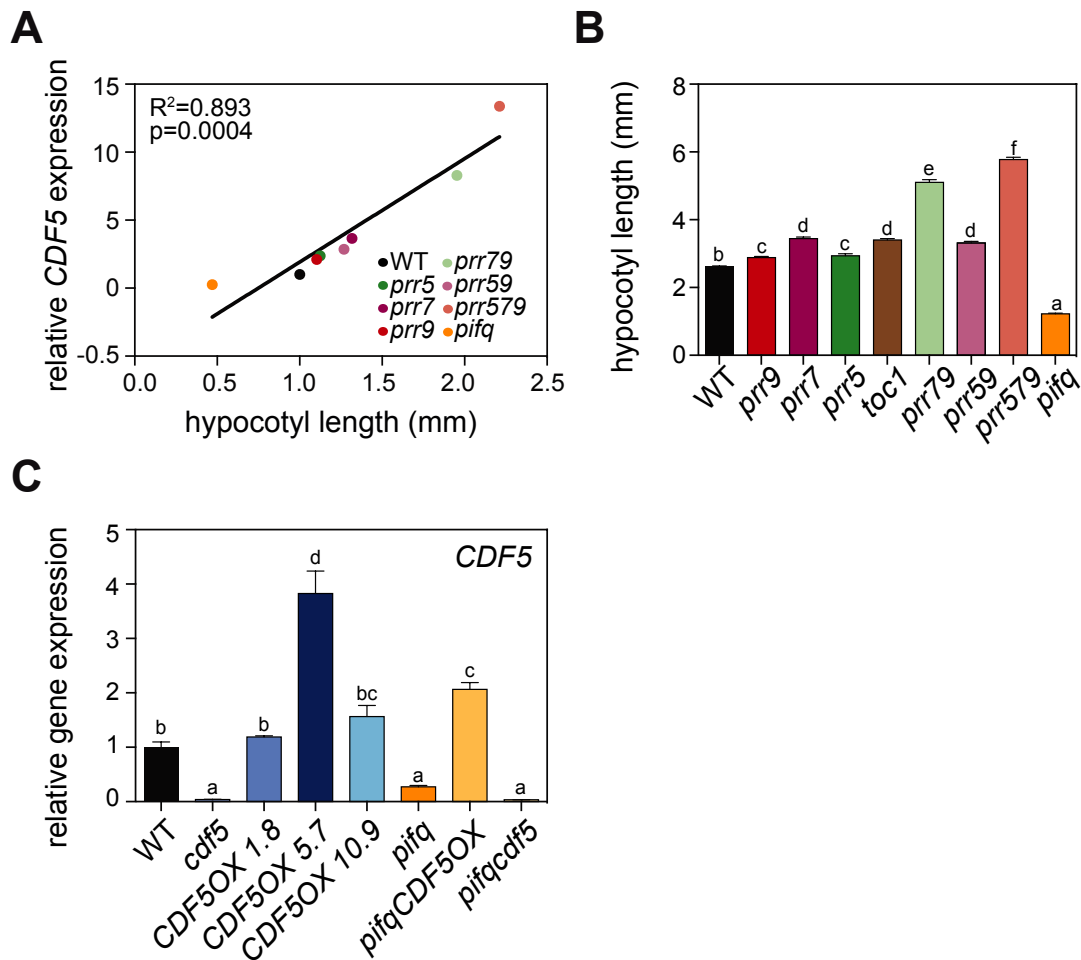 A
relative CDF5 expression
15
10
5
0
-0.5
R²=0.893
p=0.0004
WT
prr5
prr7
prr9
prr79
prr59
prr579
pifq
0.0
0.5
1.0
1.5
2.0
2.5
hypocotyl length (mm)
B
hypocotyl length (mm)
8
6
4
2
0
b
c
d
c
d
e
d
f
a
WT
prr9
prr7
prr5
toc1
prr79
prr59
prr579
pifq
C
relative gene expression
5
4
3
2
1
0
CDF5
b
a
b
d
bc
a
c
a
WT
cdf5
CDF5OX 1.8
CDF5OX 5.7
CDF5OX 10.9
pifq
pifqCDF5OX
pifqcdf5